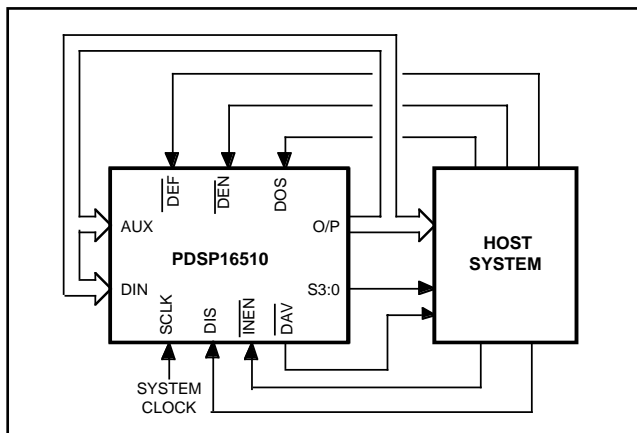 DEF
DEN
DOS
AUX
O/P
PDSP16510
HOST
SYSTEM
DIN
S3:0
SCLK
DIS
INEN
DAV
SYSTEM
CLOCK